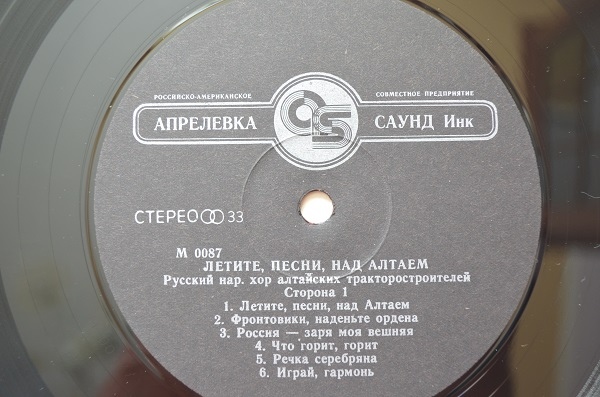 РОССИЙСКО-АМЕРИКАНСКОЕ СОВМЕСТНОЕ ПРЕДПРИЯТИЕ
АПРЕЛЕВКА САУНД Инк
СТЕРЕО 33
М 0087
ЛЕТИТЕ, ПЕСНИ, НАД АЛТАЕМ
Русский нар. хор алтайских тракторостроителей
Сторона 1
1. Летите, песни, над Алтаем
2. Фронтовики, наденьте ордена
3. Россия — заря моя вешняя
4. Что горит, горит
5. Речка серебряна
6. Играй, гармонь